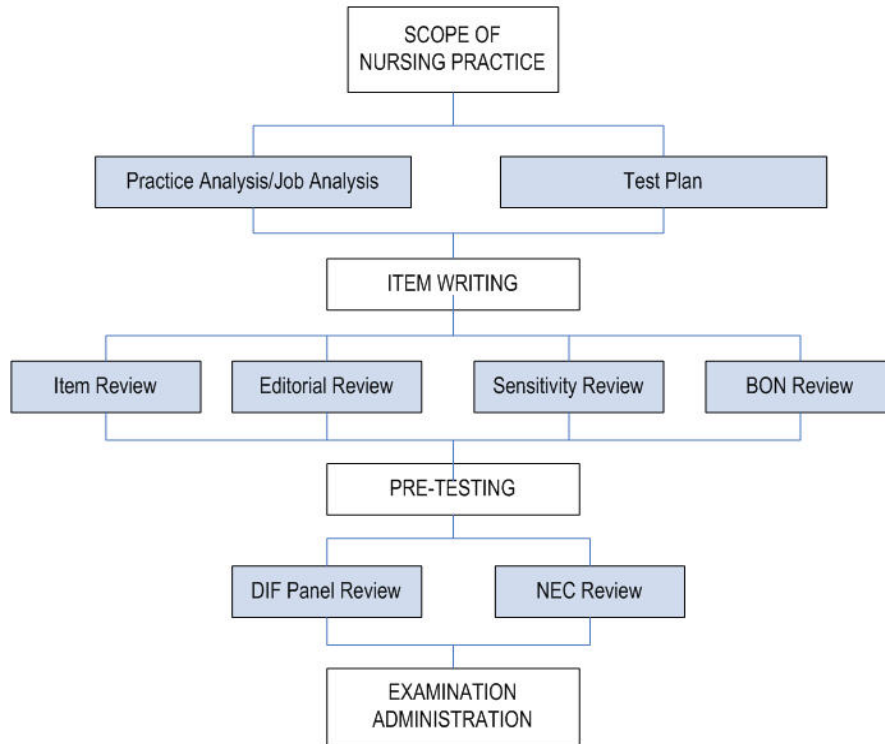 SCOPE OF
NURSING PRACTICE
Practice Analysis/Job Analysis
Test Plan
ITEM WRITING
Item Review
Editorial Review
Sensitivity Review
BON Review
PRE-TESTING
DIF Panel Review
NEC Review
EXAMINATION
ADMINISTRATION